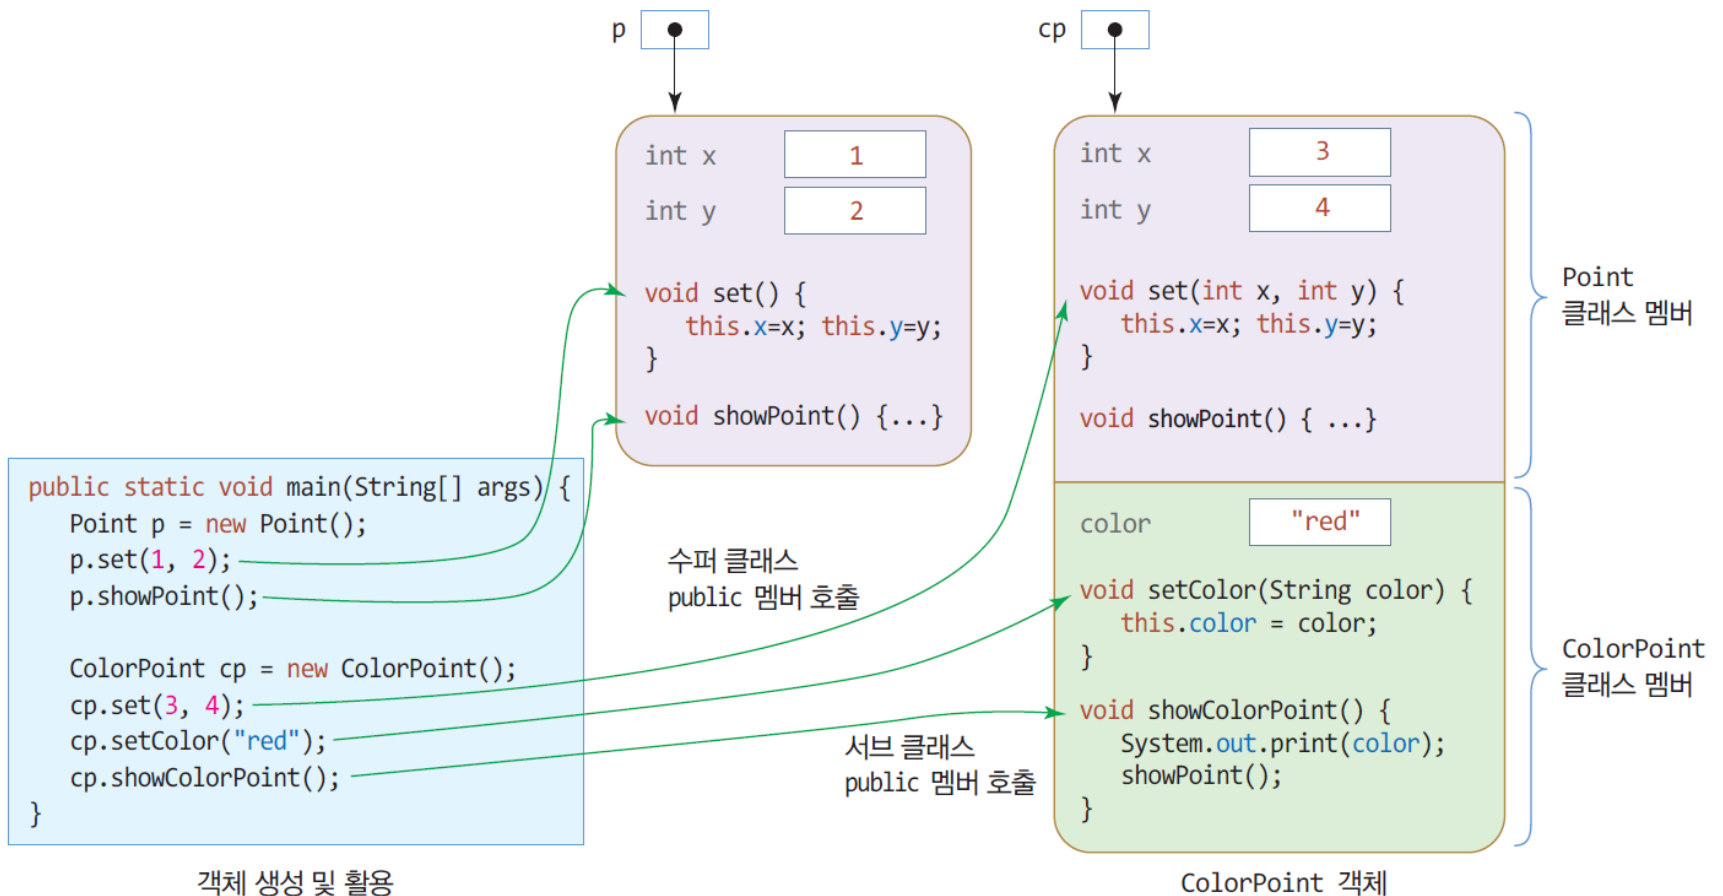 p
cp
int x 1
int y 2
void set() {
this.x=x; this.y=y;
}
void showPoint() {...}
int x 3
int y 4
void set(int x, int y) {
this.x=x; this.y=y;
}
void showPoint() { ...}
Point
클래스 멤버
public static void main(String[] args) {
Point p = new Point();
p.set(1, 2);
p.showPoint();
ColorPoint cp = new ColorPoint();
cp.set(3, 4);
cp.setColor("red");
cp.showColorPoint();
}
객체 생성 및 활용
수퍼 클래스
public 멤버 호출
서브 클래스
public 멤버 호출
color "red"
void setColor(String color) {
this.color = color;
}
void showColorPoint() {
System.out.print(color);
showPoint();
}
ColorPoint
클래스 멤버
ColorPoint 객체